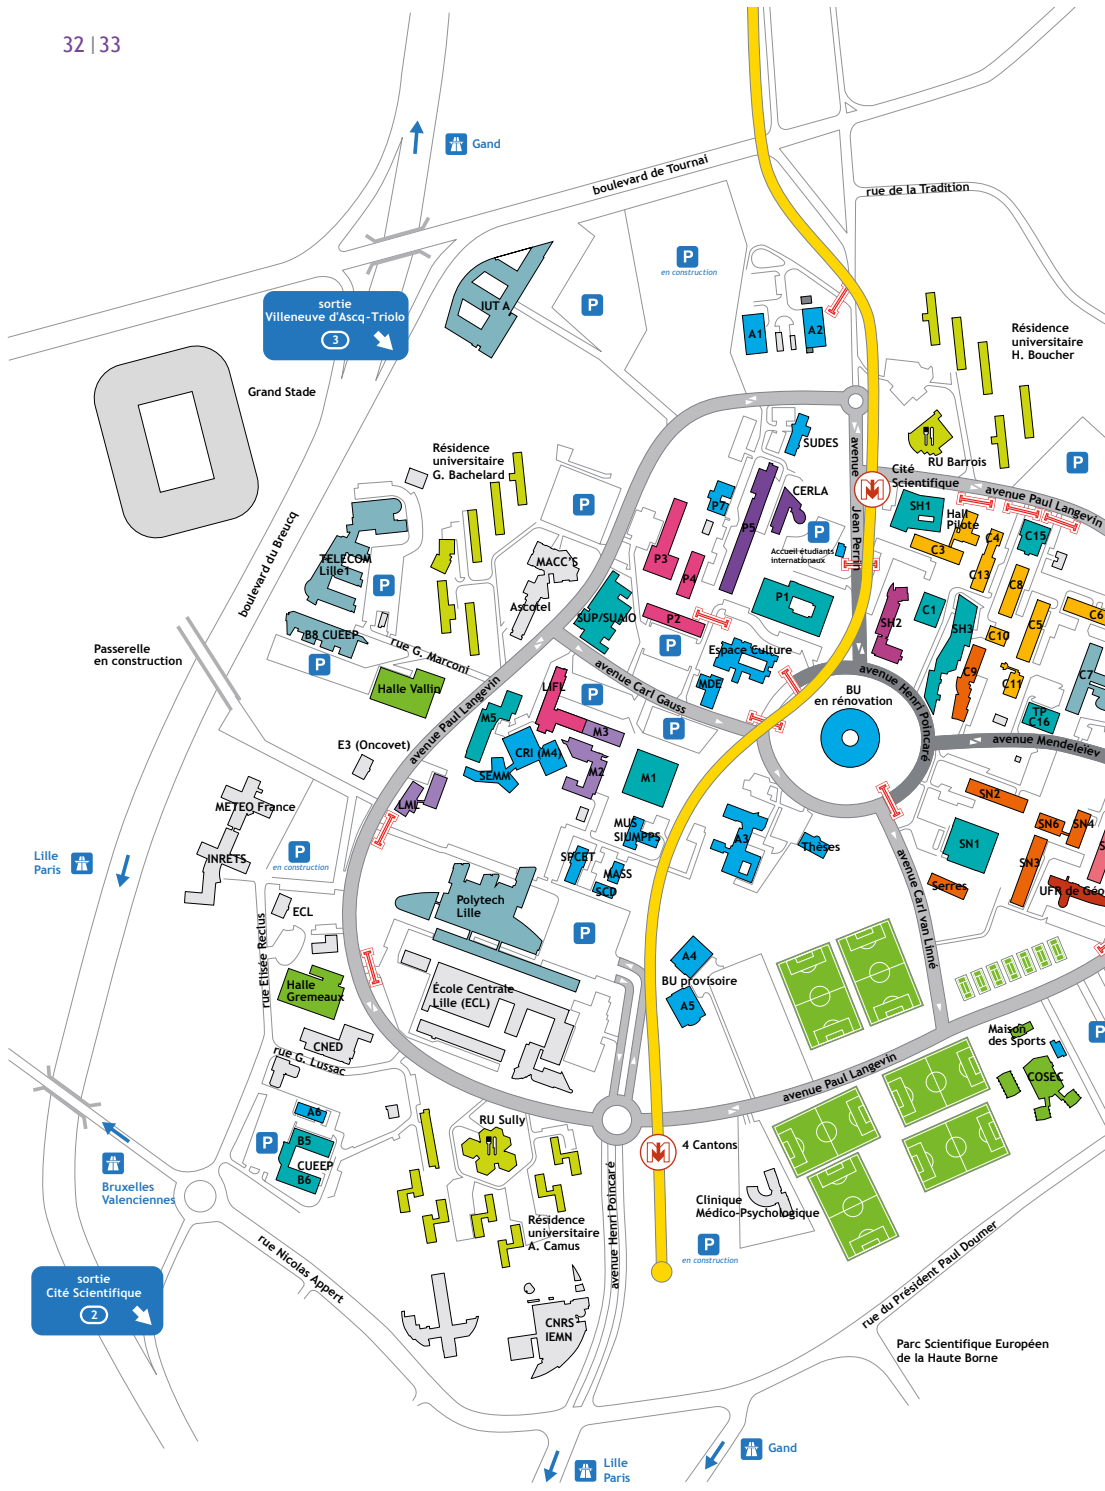 32 | 33
Gand
boulevard de Tournai
rue de la Tradition
P
en construction
P
IUT A
sortie
Villeneuve d'Ascq-Triolo
3
A1
A2
Résidence
universitaire
H. Boucher
Grand Stade
SUDES
RU Barrois
P
Résidence
universitaire
G. Bachelard
avenue Jean Perrin
Cité
Scientifique
avenue Paul Langevin
CERLA
P7
P5
P
P
SH1
Hall
Pilote
C15
C4
C3
C13
Accueil étudiants
internationaux
boulevard du Breucq
TELECOM
Lille1
P
MACC'S
P3
P4
C8
Ascotel
P1
C1
C6
SUP/SUAIO
P2
SH2
SH3
C5
C10
B8 CUEEP
rue G. Marconi
P
Passerelle
en construction
P
Espace Culture
avenue Carl Gauss
MDE
C9
C11
C7
Halle Vallin
LIFL
P
BU
en rénovation
avenue Henri Poincaré
TP
C16
M5
avenue Paul Langevin
M3
P
E3 (Oncovet)
CRI (M4)
avenue Mendeleïev
SEMM
M2
M1
METEO France
LML
SN2
MUS
SIUMPPS
A3
SN6
SN4
Thèses
SN1
INRETS
P
en construction
Lille
Paris
SPCET
MASS
SCD
SN3
Serres
UFR de Géo
Polytech
Lille
avenue Carl van Linné
ECL
rue Elisée Reclus
P
A4
BU provisoire
A5
Halle
Gremeaux
École Centrale
Lille (ECL)
Maison
des Sports
P
CNED
rue G. Lussac
avenue Paul Langevin
COSEC
A6
RU Sully
P
B5
CUEEP
B6
4 Cantons
Bruxelles
Valenciennes
Clinique
Médico-Psychologique
Résidence
universitaire
A. Camus
avenue Henri Poincaré
P
en construction
rue Nicolas Appert
rue du Président Paul Doumer
sortie
Cité Scientifique
2
CNRS
IEMN
Parc Scientifique Européen
de la Haute Borne
Gand
Lille
Paris